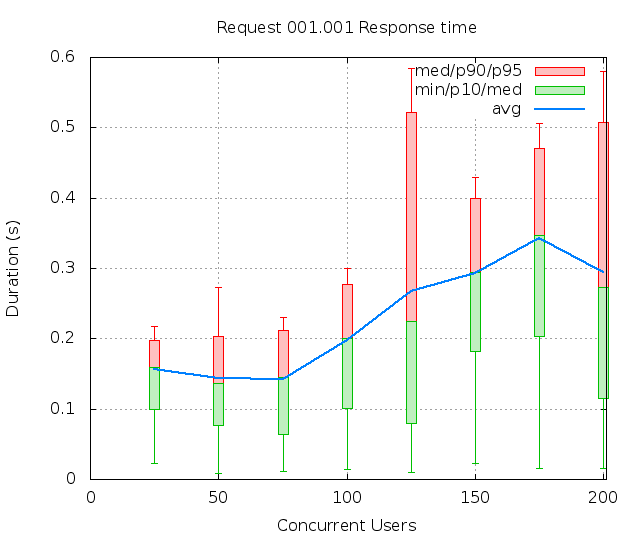 Request 001.001 Response time
0.6
0.5
0.4
0.3
0.2
0.1
0
Duration (s)
med/p90/p95
min/p10/med
avg
0 50 100 150 200
Concurrent Users